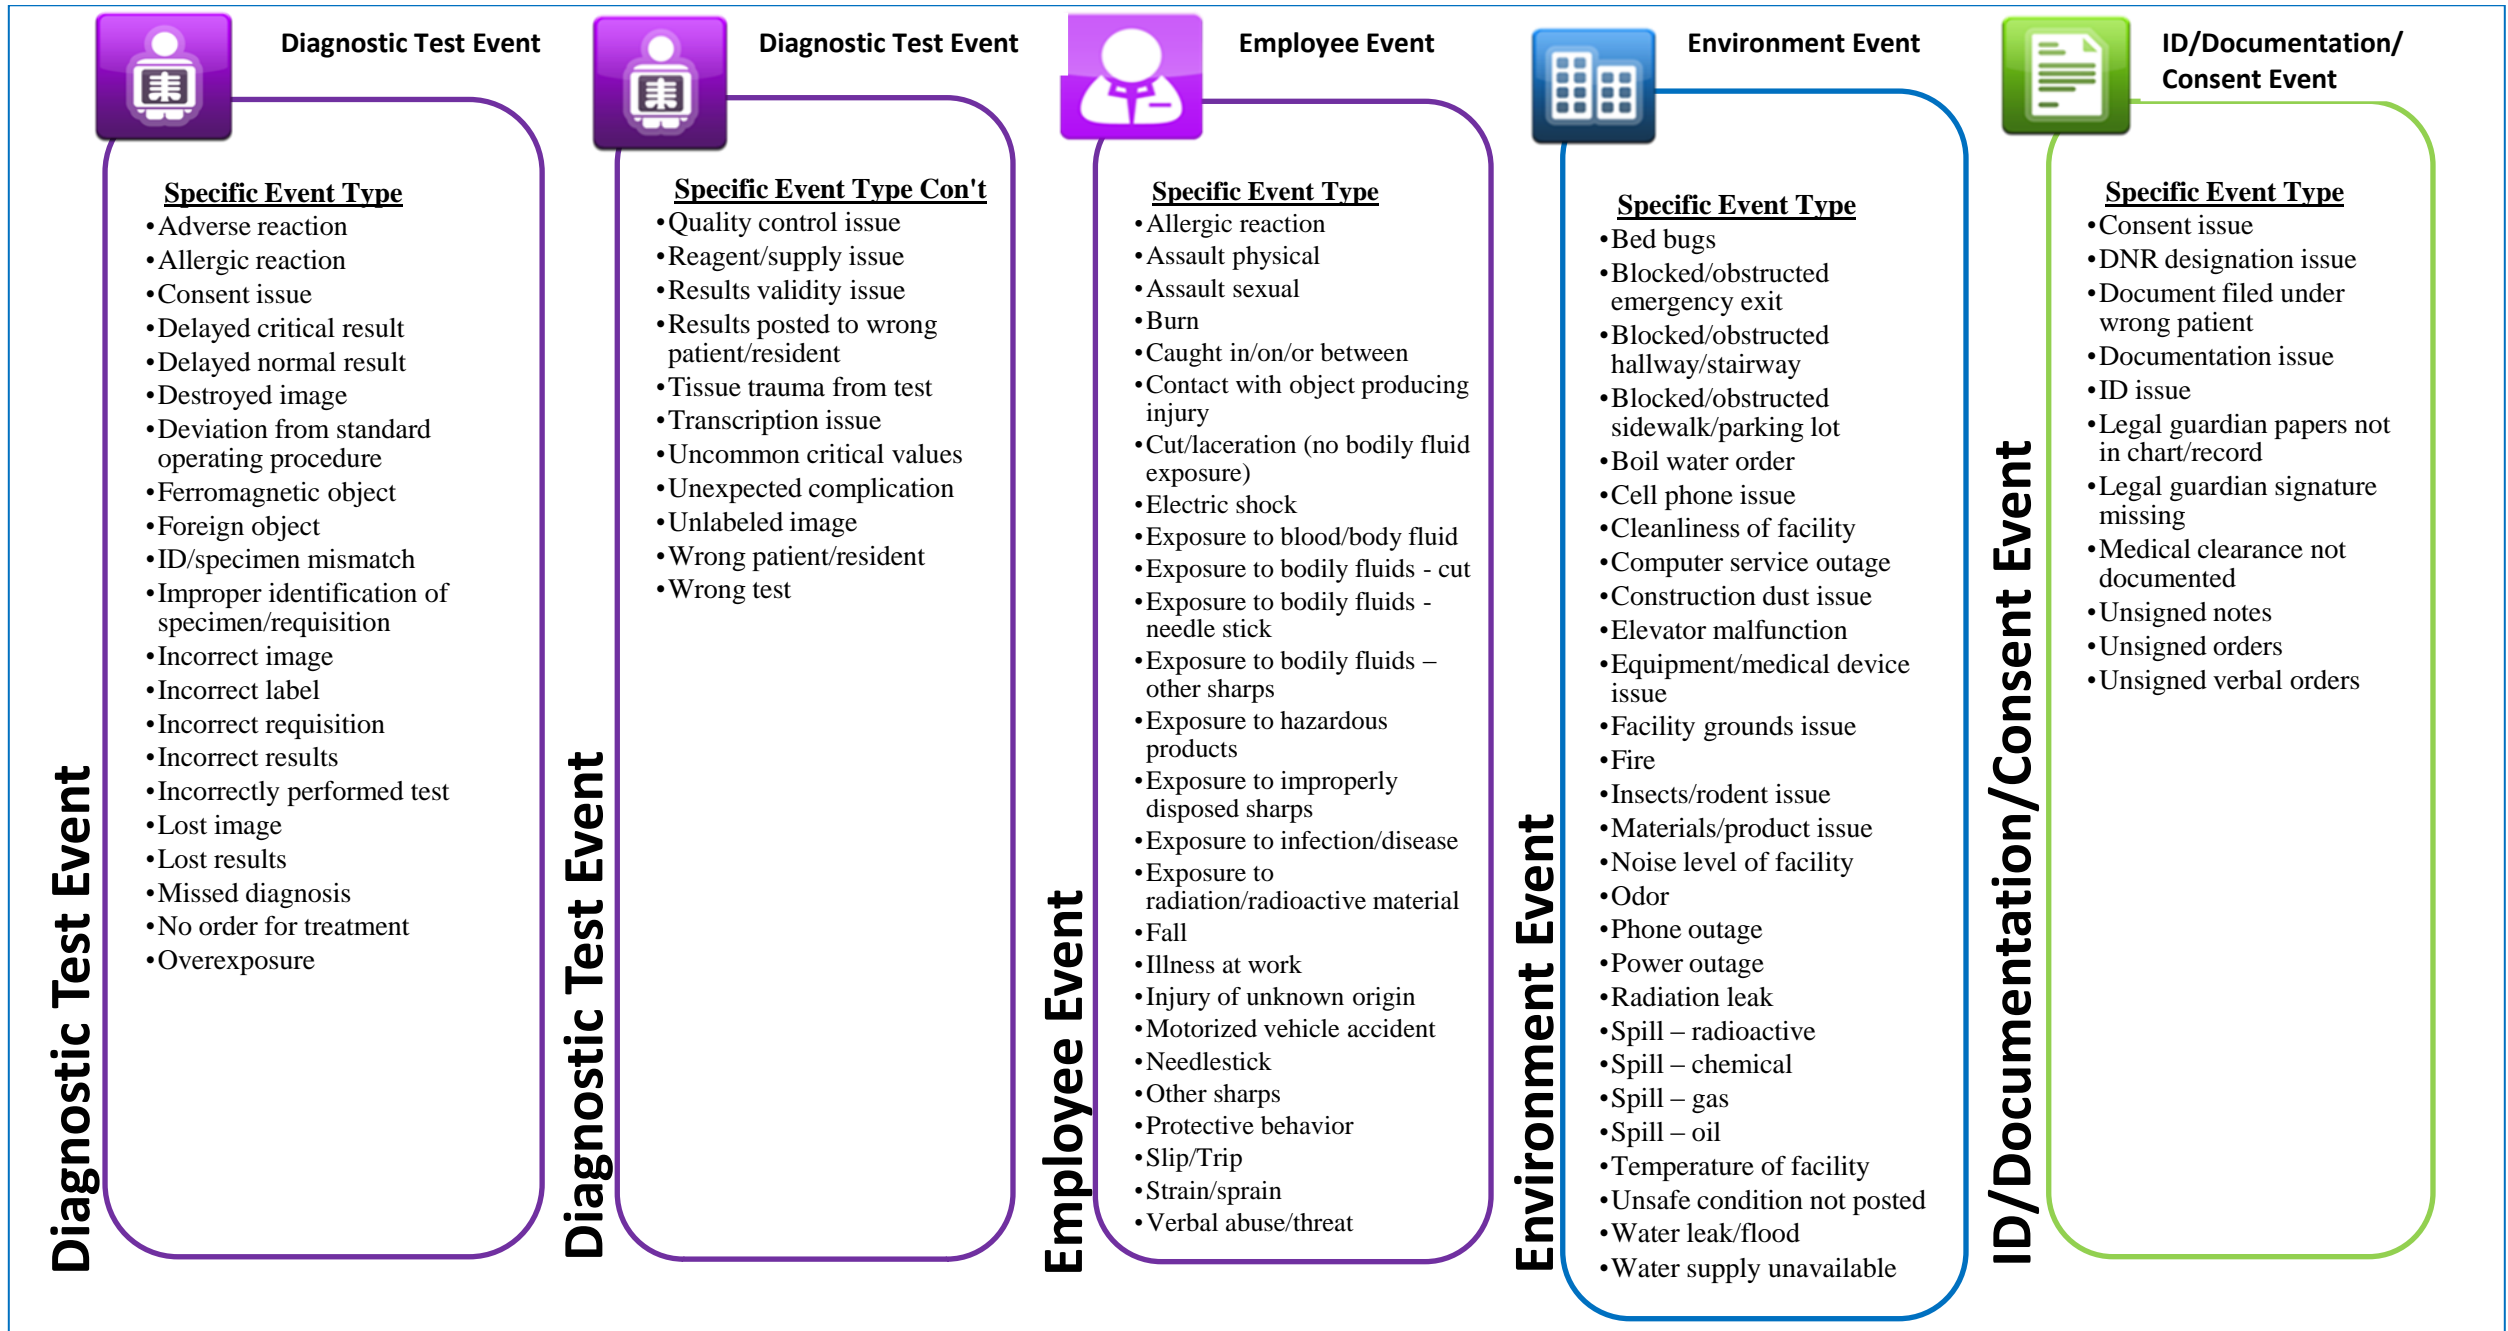 Diagnostic Test Event
Specific Event Type
•Adverse reaction
•Allergic reaction
•Consent issue
•Delayed critical result
•Delayed normal result
•Destroyed image
•Deviation from standard
operating procedure
•Ferromagnetic object
•Foreign object
•ID/specimen mismatch
•Improper identification of
specimen/requisition
•Incorrect image
•Incorrect label
•Incorrect requisition
•Incorrect results
•Incorrectly performed test
•Lost image
•Lost results
•Missed diagnosis
•No order for treatment
•Overexposure
Diagnostic Test Event
Diagnostic Test Event
Specific Event Type Con't
•Quality control issue
•Reagent/supply issue
•Results validity issue
•Results posted to wrong
patient/resident
•Tissue trauma from test
•Transcription issue
•Uncommon critical values
•Unexpected complication
•Unlabeled image
•Wrong patient/resident
•Wrong test
Diagnostic Test Event
Employee Event
Specific Event Type
•Allergic reaction
•Assault physical
•Assault sexual
•Burn
•Caught in/on/or between
•Contact with object producing
injury
•Cut/laceration (no bodily fluid
exposure)
•Electric shock
•Exposure to blood/body fluid
•Exposure to bodily fluids - cut
•Exposure to bodily fluids -
needle stick
•Exposure to bodily fluids –
other sharps
•Exposure to hazardous
products
•Exposure to improperly
disposed sharps
•Exposure to infection/disease
•Exposure to
radiation/radioactive material
•Fall
•Illness at work
•Injury of unknown origin
•Motorized vehicle accident
•Needlestick
•Other sharps
•Protective behavior
•Slip/Trip
•Strain/sprain
•Verbal abuse/threat
Employee Event
Environment Event
Specific Event Type
•Bed bugs
•Blocked/obstructed
emergency exit
•Blocked/obstructed
hallway/stairway
•Blocked/obstructed
sidewalk/parking lot
•Boil water order
•Cell phone issue
•Cleanliness of facility
•Computer service outage
•Construction dust issue
•Elevator malfunction
•Equipment/medical device
issue
•Facility grounds issue
•Fire
•Insects/rodent issue
•Materials/product issue
•Noise level of facility
•Odor
•Phone outage
•Power outage
•Radiation leak
•Spill – radioactive
•Spill – chemical
•Spill – gas
•Spill – oil
•Temperature of facility
•Unsafe condition not posted
•Water leak/flood
•Water supply unavailable
Environment Event
ID/Documentation/
Consent Event
Specific Event Type
•Consent issue
•DNR designation issue
•Document filed under
wrong patient
•Documentation issue
•ID issue
•Legal guardian papers not
in chart/record
•Legal guardian signature
missing
•Medical clearance not
documented
•Unsigned notes
•Unsigned orders
•Unsigned verbal orders
ID/Documentation/Consent Event